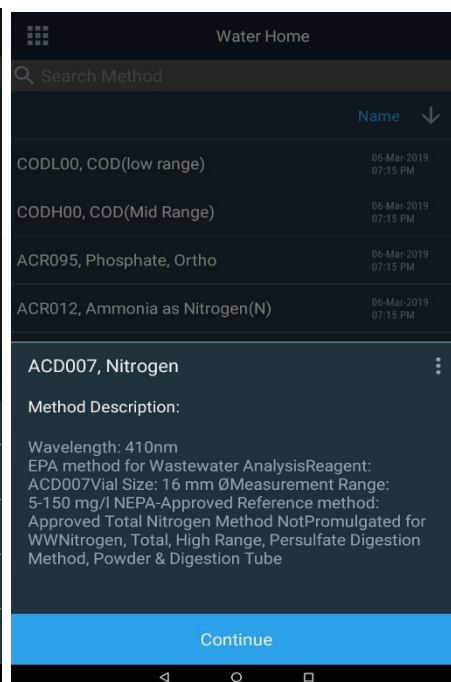 Water Home
Search Method
Name
CODL00, COD(low range)
06-Mar-2019
07:15 PM
CODH00, COD(Mid Range)
06-Mar-2019
07:15 PM
ACR095, Phosphate, Ortho
06-Mar-2019
07:15 PM
ACR012, Ammonia as Nitrogen(N)
06-Mar-2019
07:15 PM
ACD007, Nitrogen
Method Description:
Wavelength: 410nm
EPA method for Wastewater AnalysisReagent:
ACD007Vial Size: 16 mm ØMeasurement Range:
5-150 mg/l NEPA-Approved Reference method:
Approved Total Nitrogen Method NotPromulgated for
WWNitrogen, Total, High Range, Persulfate Digestion
Method, Powder & Digestion Tube
Continue